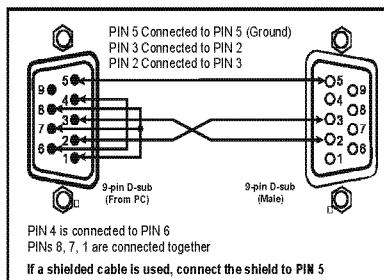 PIN 5 Connected to PIN 5 (Ground)
PIN 3 Connected to PIN 2
PIN 2 Connected to PIN 3
5
9
4
8
3
7
2
6
1
5
9
4
8
3
7
2
6
1
9-pin D-sub
(From PC)
9-pin D-sub
(Male)
PIN 4 is connected to PIN 6
PINs 8, 7, 1 are connected together
If a shielded cable is used, connect the shield to PIN 5